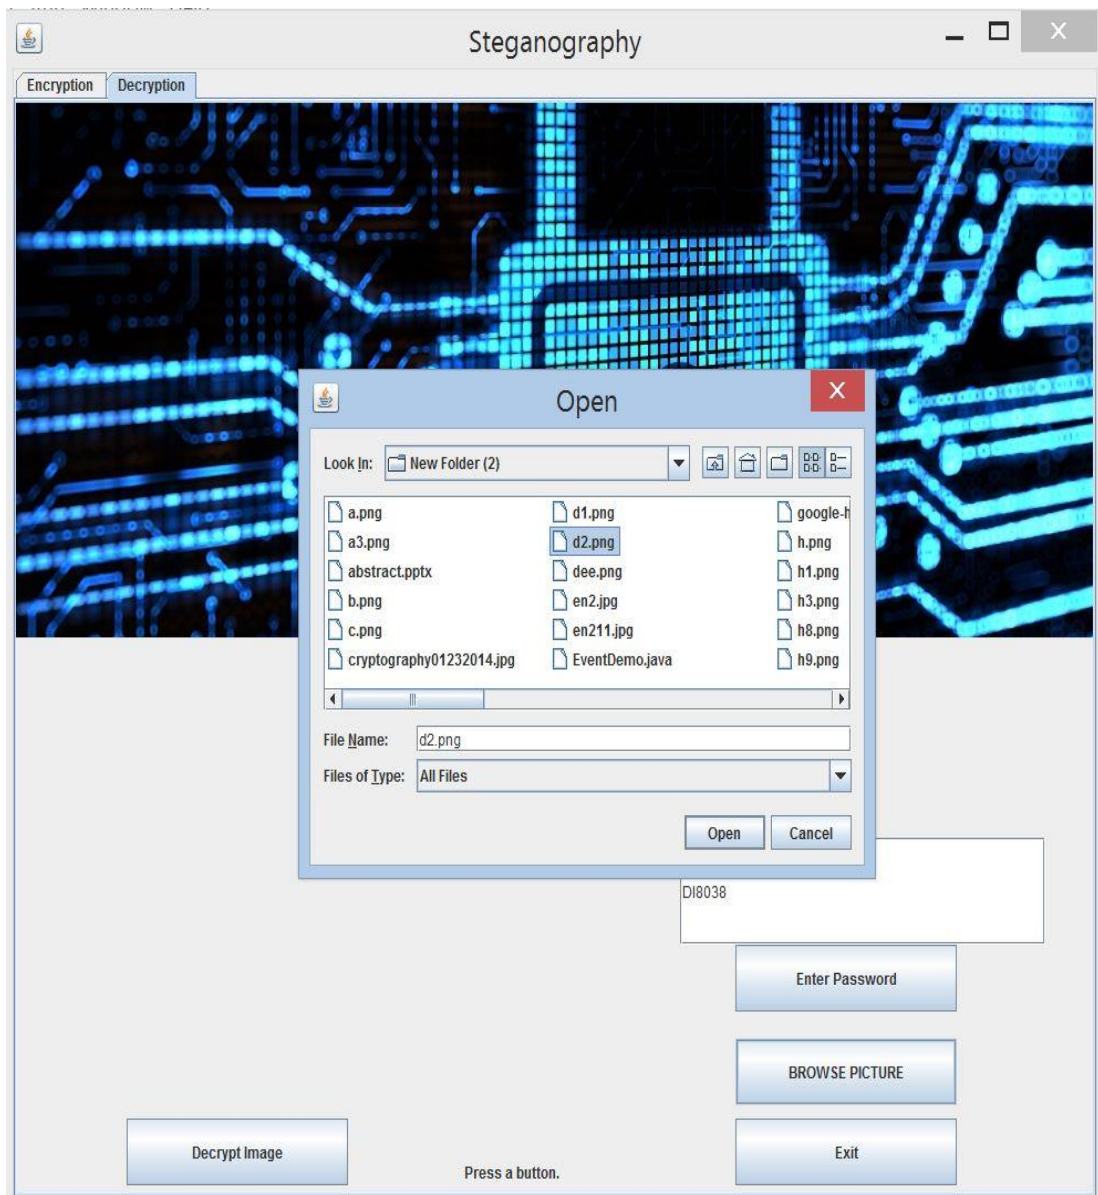 Steganography
Encryption Decryption
Open
Look In: New Folder (2)
a.png d1.png google-h
a3.png d2.png h.png
abstract.pptx dee.png h1.png
b.png en2.jpg h3.png
c.png en211.jpg h8.png
cryptography01232014.jpg EventDemo.java h9.png
File Name: d2.png
Files of Type: All Files
Open Cancel
DI8038
Enter Password
BROWSE PICTURE
Decrypt Image Exit
Press a button.